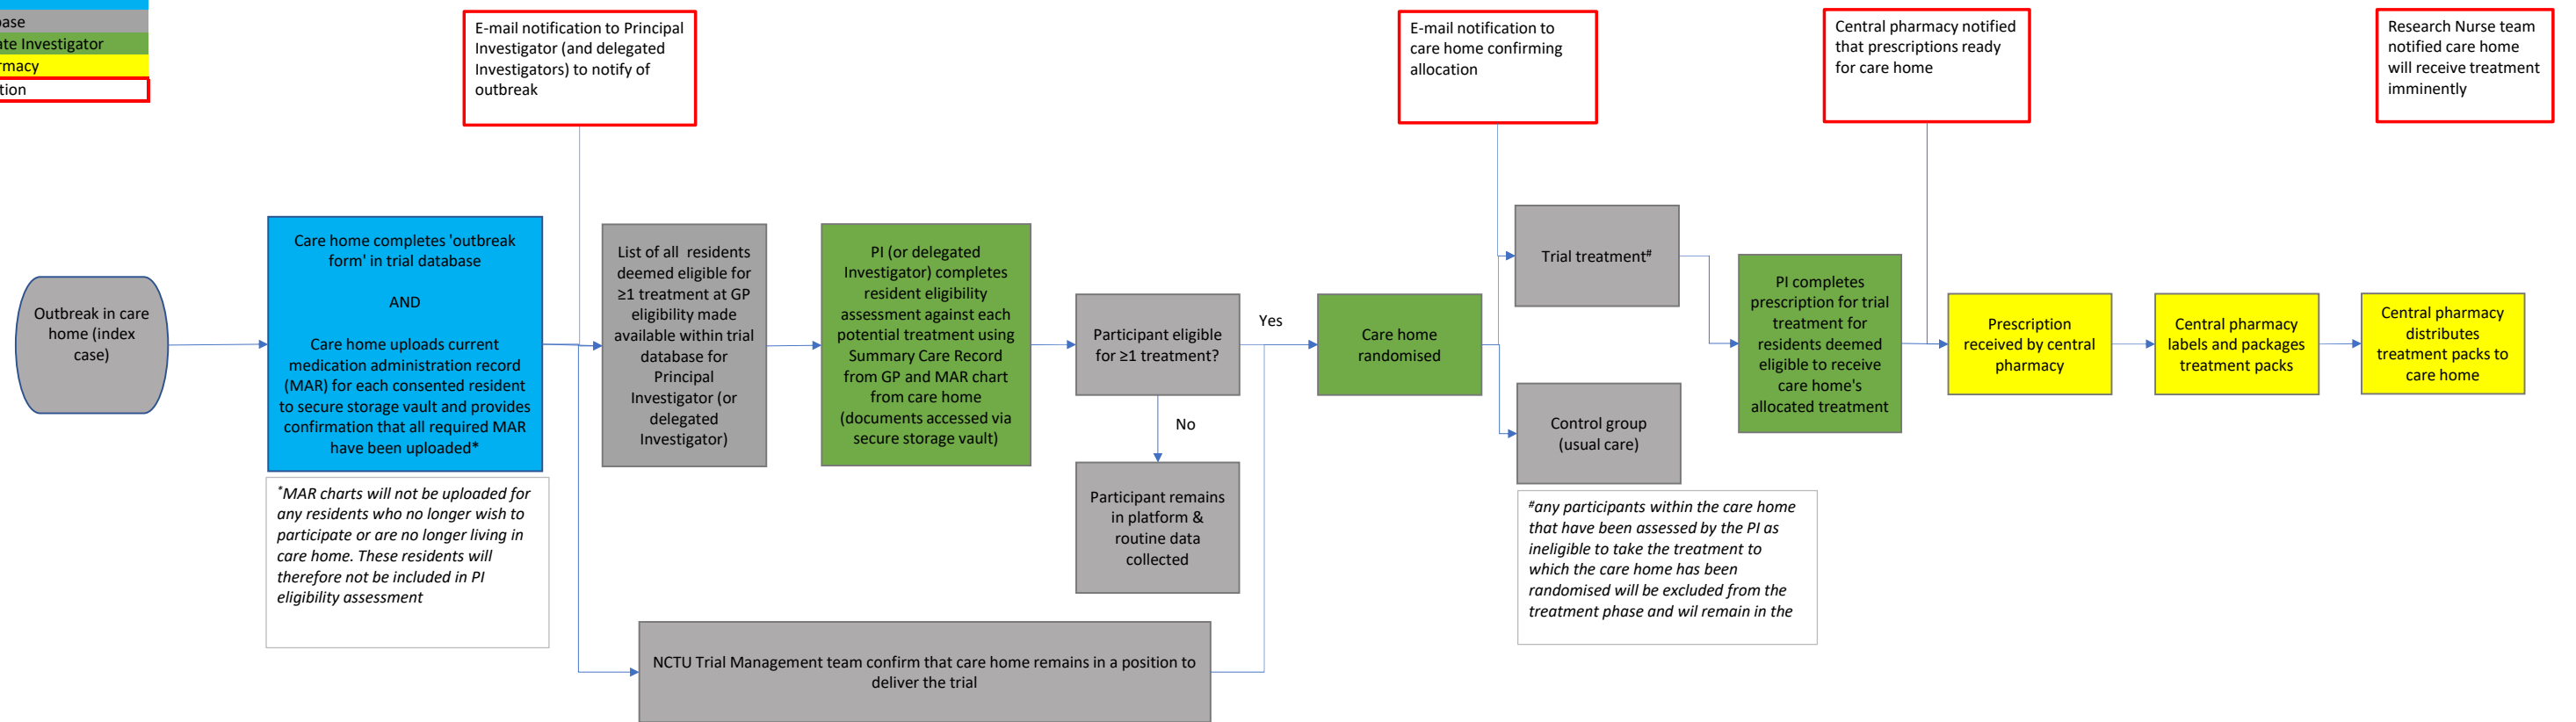 E-mail notification to Principal
Investigator (and delegated
Investigators) to notify of
outbreak
E-mail notification to
care home confirming
allocation
Central pharmacy notified
that prescriptions ready
for care home
Research Nurse team
notified care home
will receive treatment
imminently
Outbreak in care
home (index
case)
Care home completes 'outbreak
form' in trial database
AND
Care home uploads current
medication administration record
(MAR) for each consented resident
to secure storage vault and provides
confirmation that all required MAR
have been uploaded*
*MAR charts will not be uploaded for
any residents who no longer wish to
participate or are no longer living in
care home. These residents will
therefore not be included in PI
eligibility assessment
List of all residents
deemed eligible for
≥1 treatment at GP
eligibility made
available within trial
database for
Principal
Investigator (or
delegated
Investigator)
PI (or delegated
Investigator) completes
resident eligibility
assessment against each
potential treatment using
Summary Care Record
from GP and MAR chart
from care home
(documents accessed via
secure storage vault)
Participant eligible
for ≥1 treatment?
Yes
No
Participant remains
in platform &
routine data
collected
NCTU Trial Management team confirm that care home remains in a position to
deliver the trial
Care home
randomised
Trial treatment#
Control group
(usual care)
#any participants within the care home
that have been assessed by the PI as
ineligible to take the treatment to
which the care home has been
randomised will be excluded from the
treatment phase and wil remain in the
PI completes
prescription for trial
treatment for
residents deemed
eligible to receive
care home's
allocated treatment
Prescription
received by central
pharmacy
Central pharmacy
labels and packages
treatment packs
Central pharmacy
distributes
treatment packs to
care home